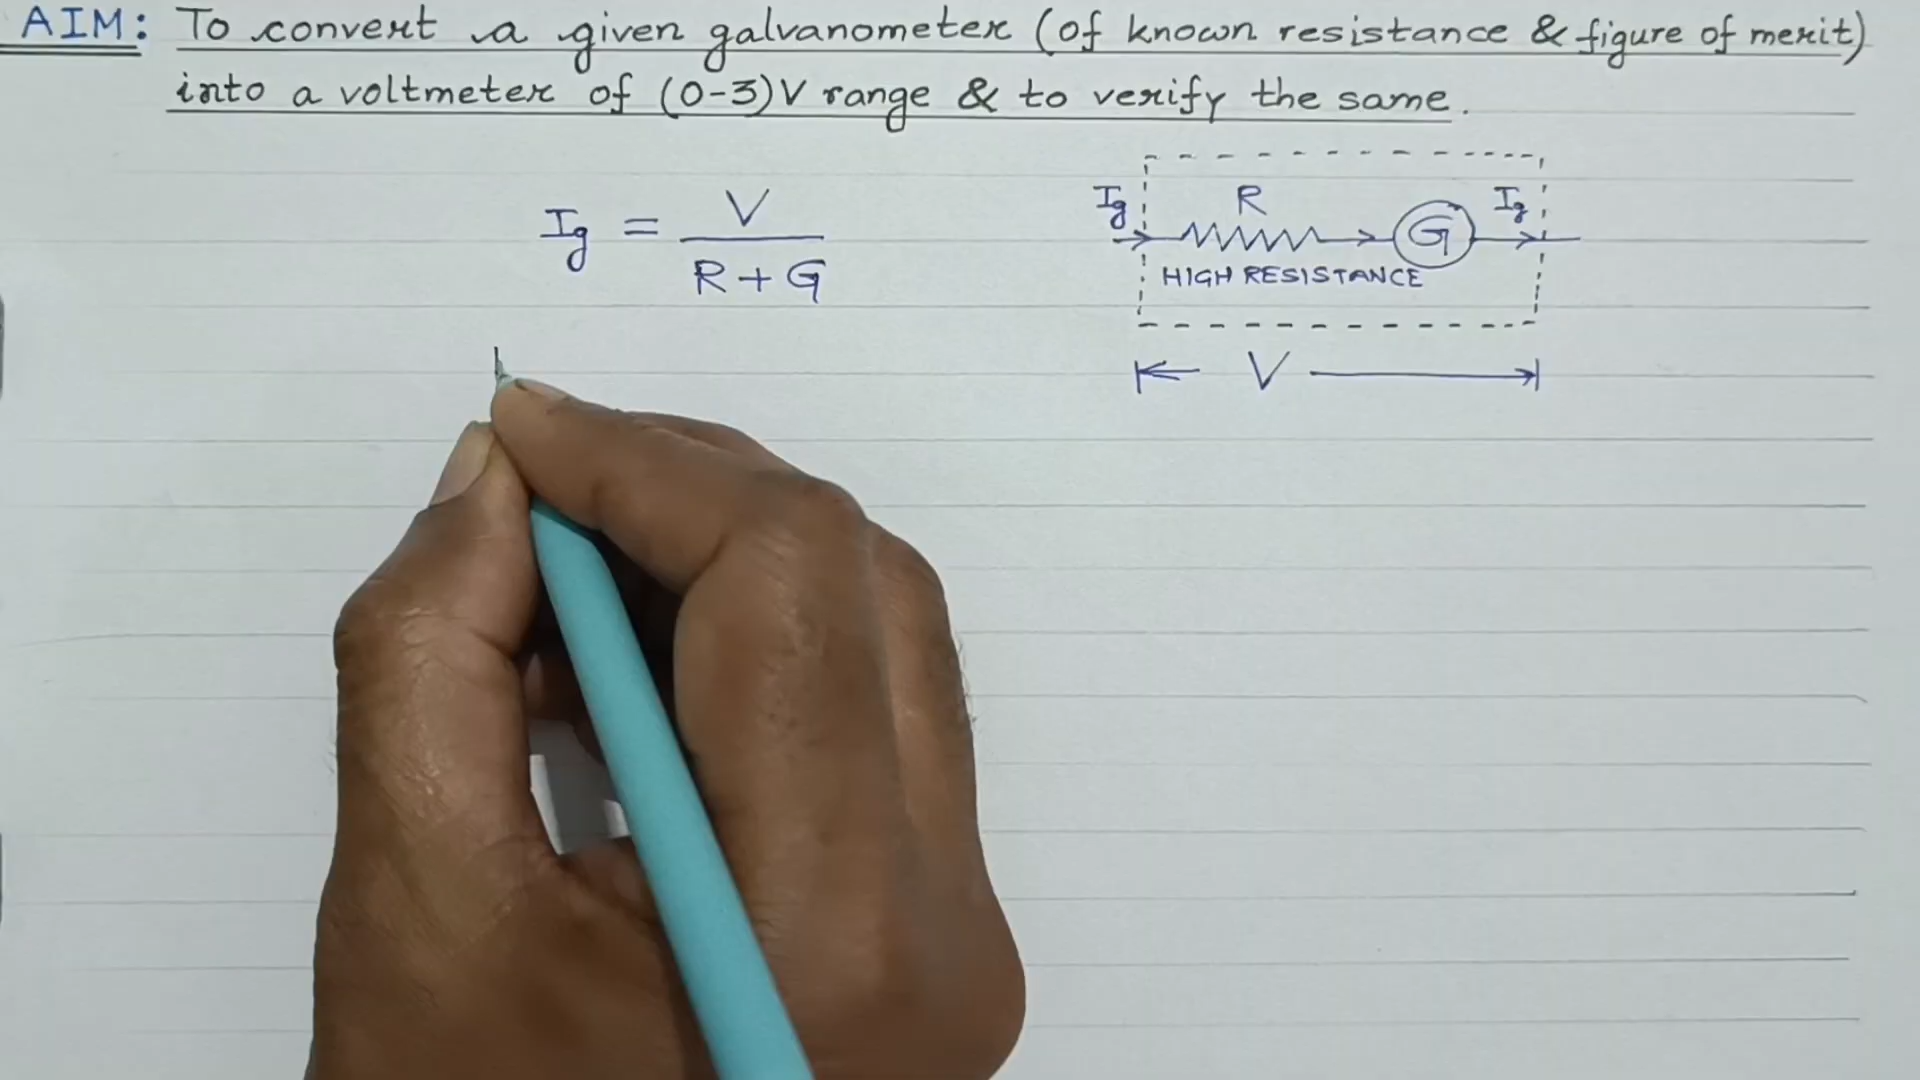 AIM: To convert a given galvanometer (of known resistance & figure of merit)
into a voltmeter of (0-3)V range & to verify the same.
Ig = V / R + G
Ig R G Ig
HIGH RESISTANCE
V